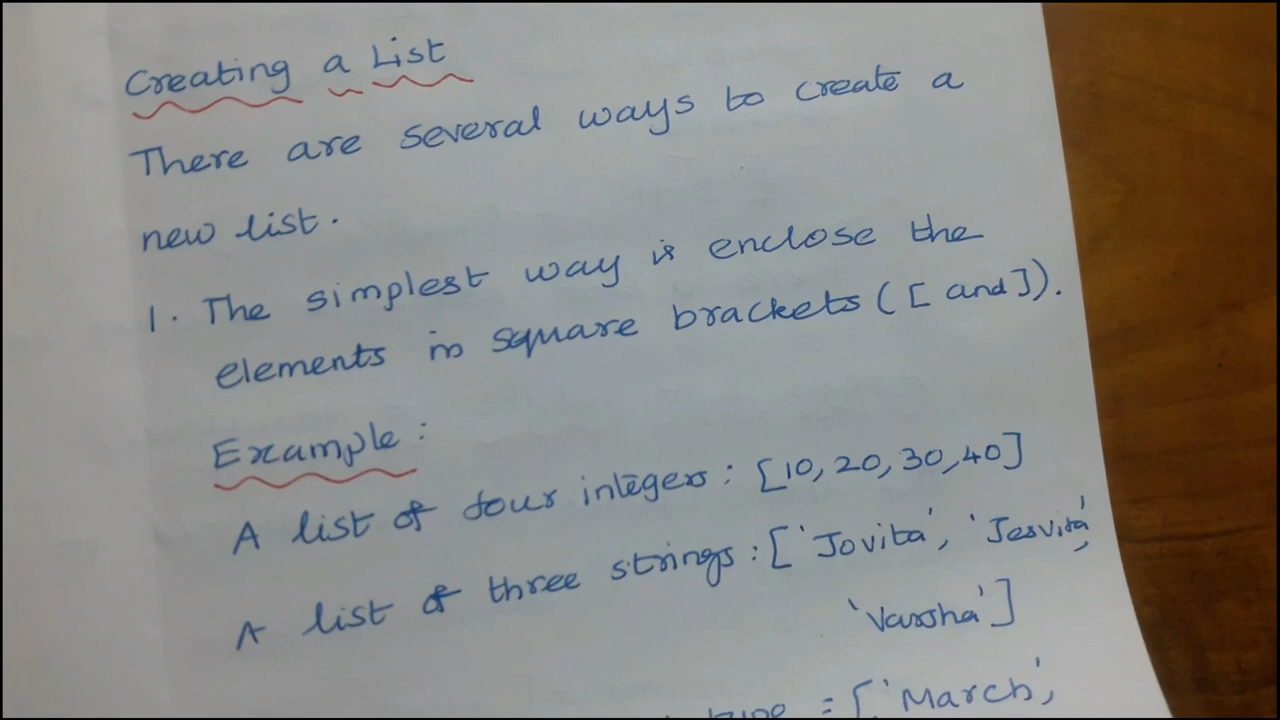 Creating a List
There are several ways to create a
new list.
1. The simplest way is enclose the
elements in square brackets ([ and ]).
Example:
A list of four integers : [10, 20, 30, 40]
A list of three strings : ['Jovita', 'Jesvita',
'Varsha']
= ['March',